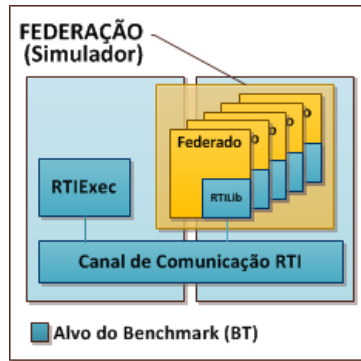 FEDERAÇÃO
(Simulador)
Federado
o
o
o
o
RTIExec
RTILib
Canal de Comunicação RTI
Alvo do Benchmark (BT)